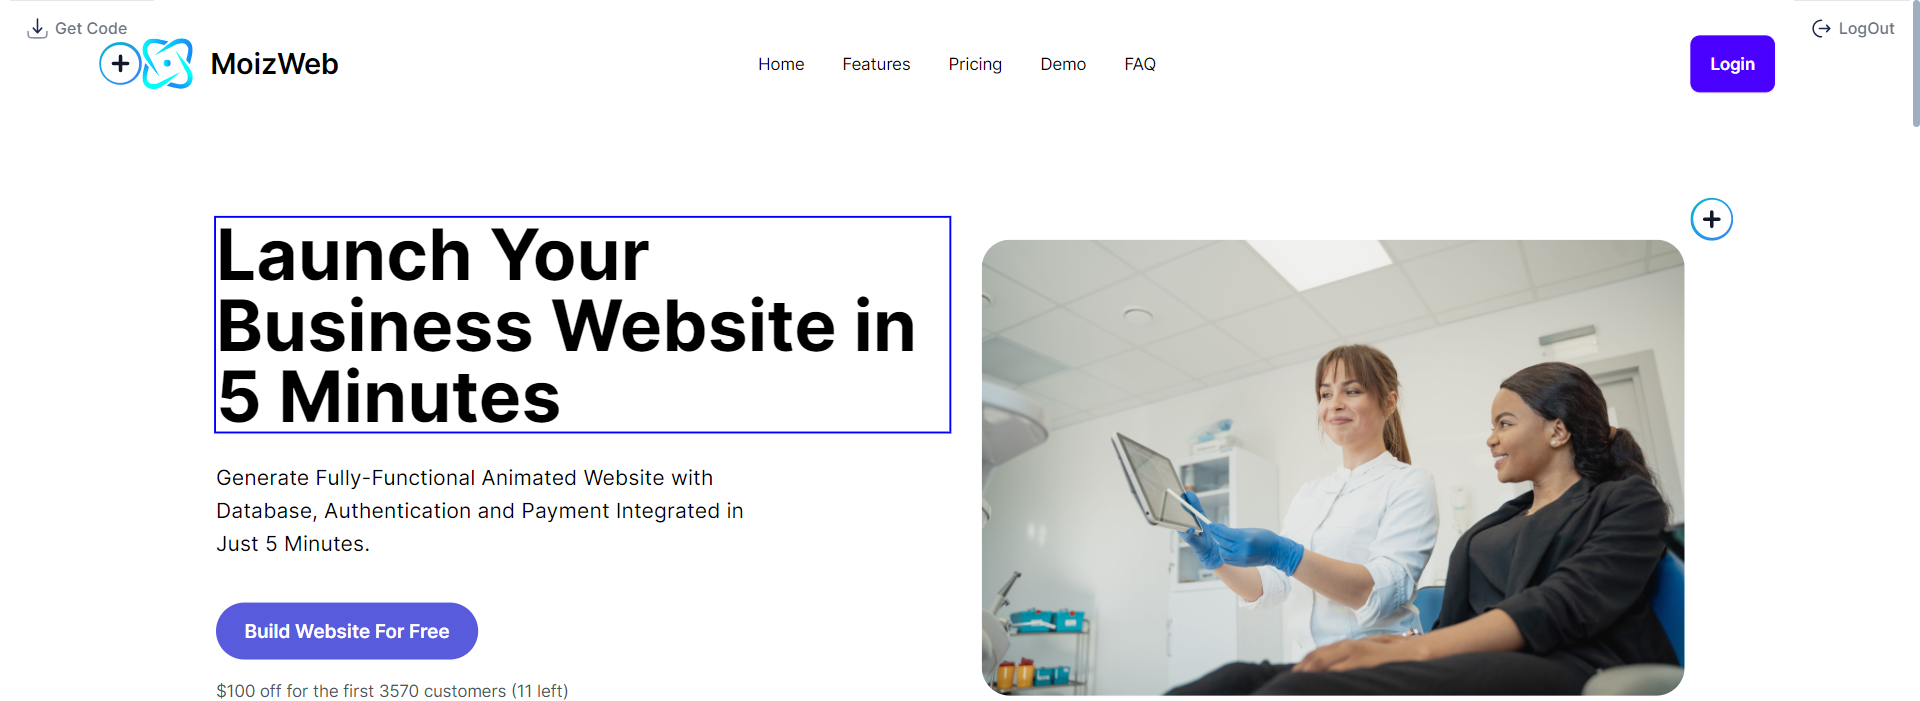 Get Code
LogOut
MoizWeb
Home
Features
Pricing
Demo
FAQ
Login
Launch Your
Business Website in
5 Minutes
Generate Fully-Functional Animated Website with
Database, Authentication and Payment Integrated in
Just 5 Minutes.
Build Website For Free
$100 off for the first 3570 customers (11 left)